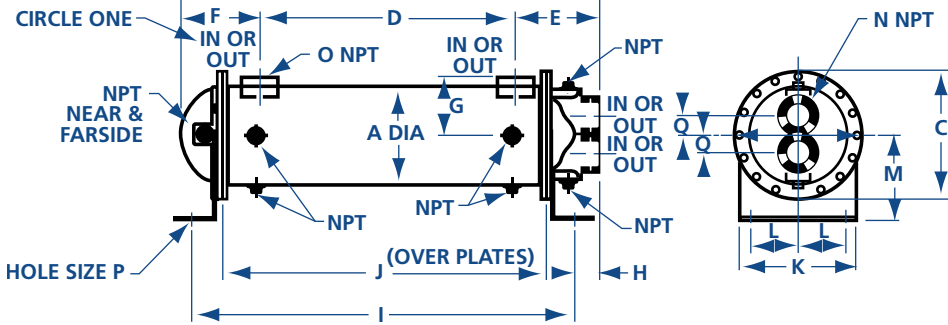 CIRCLE ONE
F
D
E
N NPT
IN OR
OUT
O NPT
IN OR
OUT
NPT
NPT
NEAR &
FARSIDE
G
A DIA
IN OR
OUT
IN OR
OUT
Q
Q
C
M
NPT
NPT
NPT
L
L
HOLE SIZE P
J
(OVER PLATES)
H
K
I